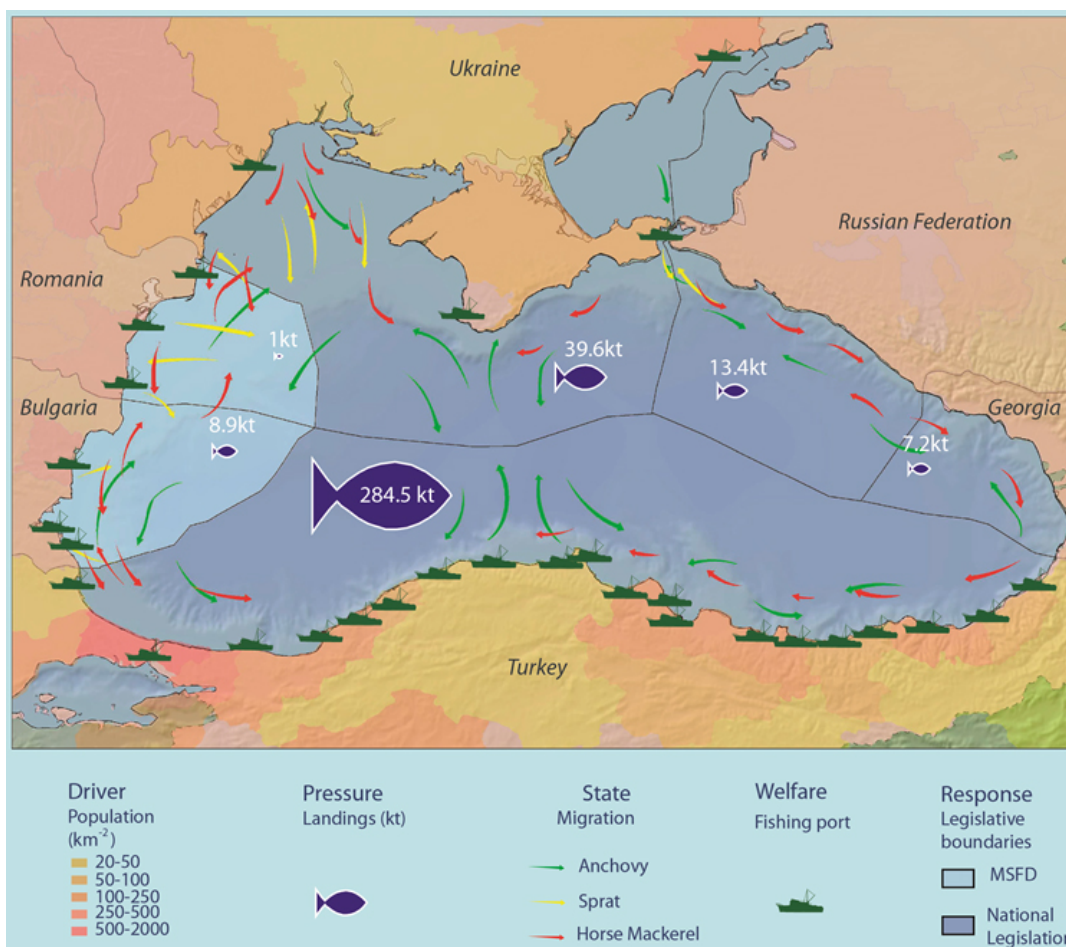 Ukraine
Russian Federation
Romania
1kt
39.6kt
13.4kt
Bulgaria
Georgia
8.9kt
7.2kt
284.5 kt
Turkey
Driver
Population
(km-2)
20-50
50-100
100-250
250-500
500-2000
Pressure
Landings (kt)
State
Migration
Anchovy
Sprat
Horse Mackerel
Welfare
Fishing port
Response
Legislative
boundaries
MSFD
National
Legislation